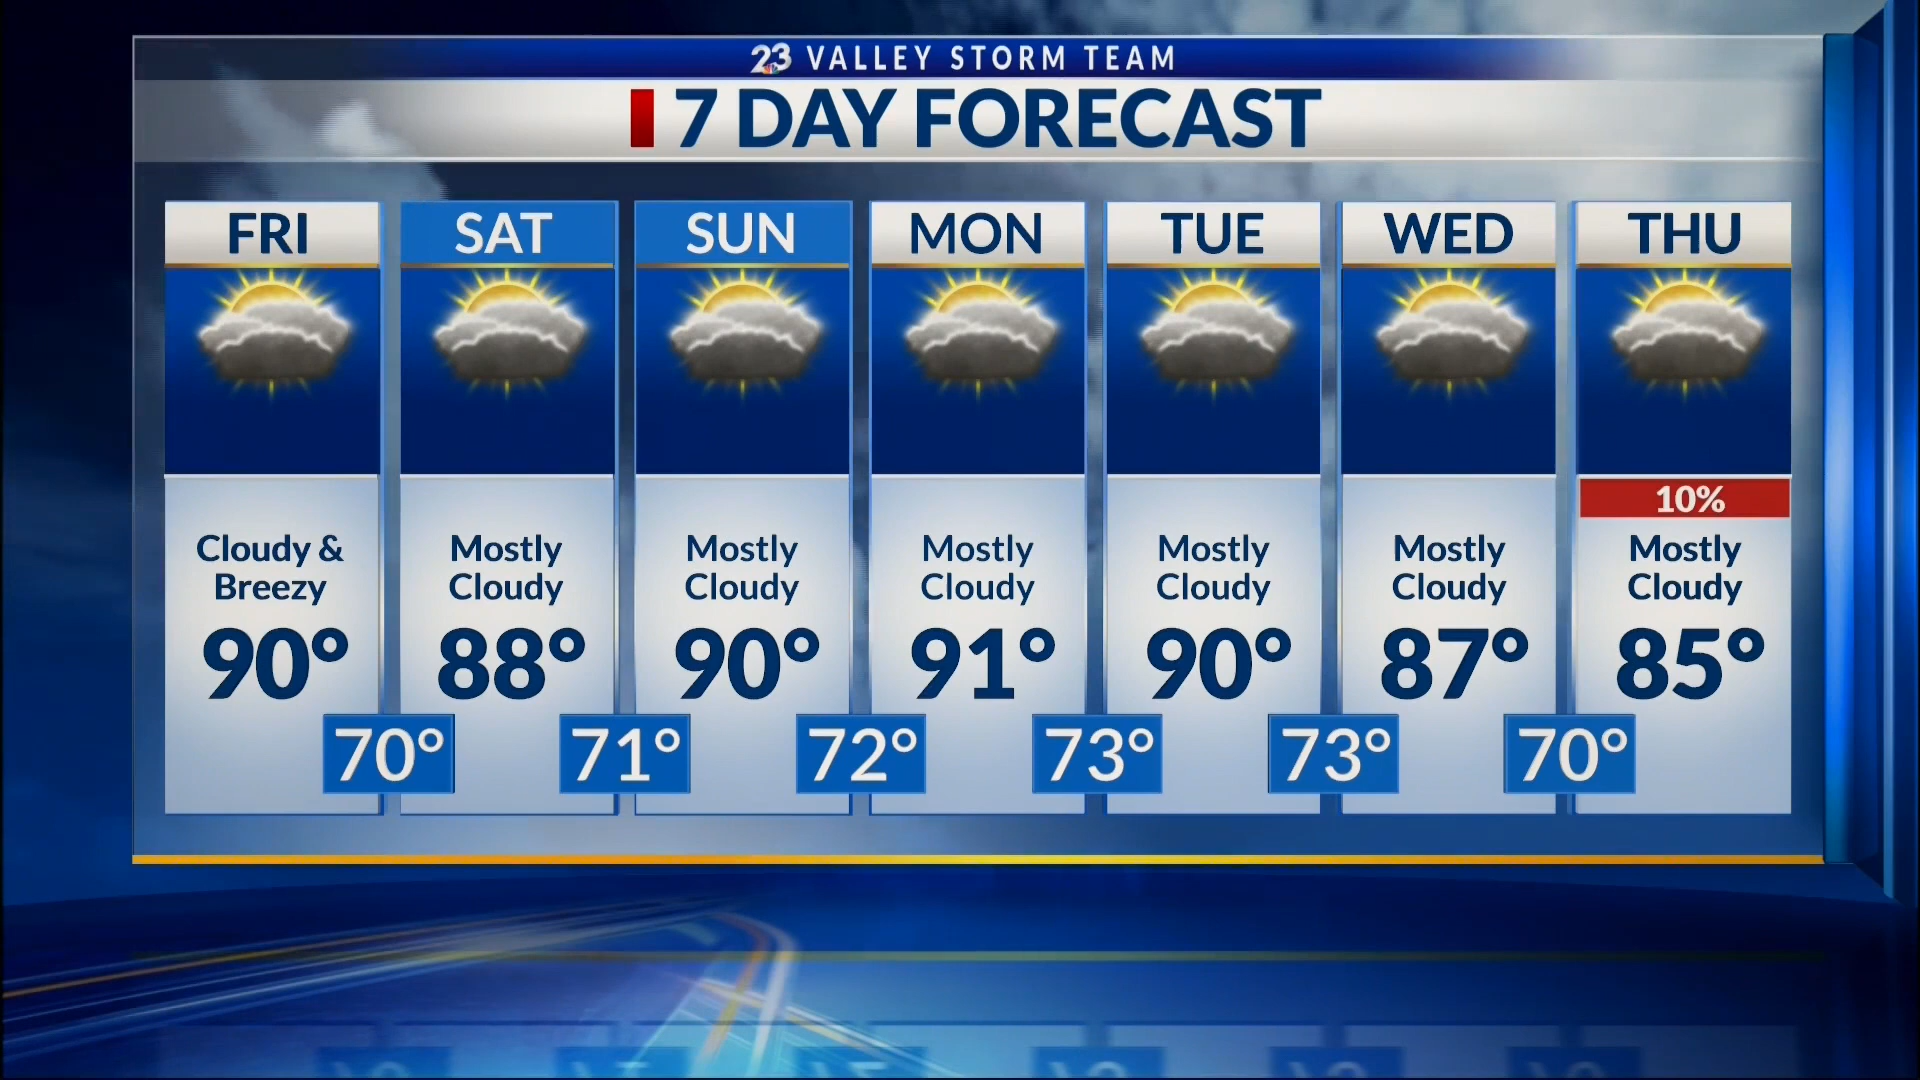 23 VALLEY STORM TEAM
7 DAY FORECAST
FRI
SAT
SUN
MON
TUE
WED
THU
10%
Cloudy &
Breezy
Mostly
Cloudy
Mostly
Cloudy
Mostly
Cloudy
Mostly
Cloudy
Mostly
Cloudy
Mostly
Cloudy
90°
88°
90°
91°
90°
87°
85°
70°
71°
72°
73°
73°
70°